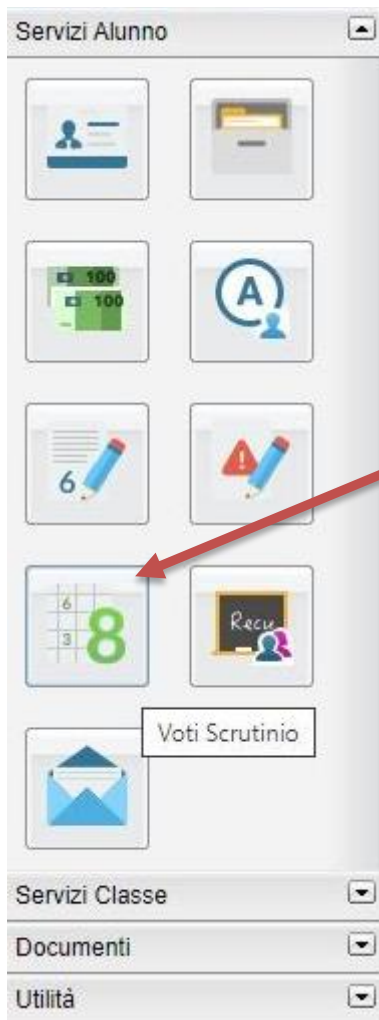 Servizi Alunno
100
100
A
6
6
3
8
Recu
Voti Scrutinio
Servizi Classe
Documenti
Utilità